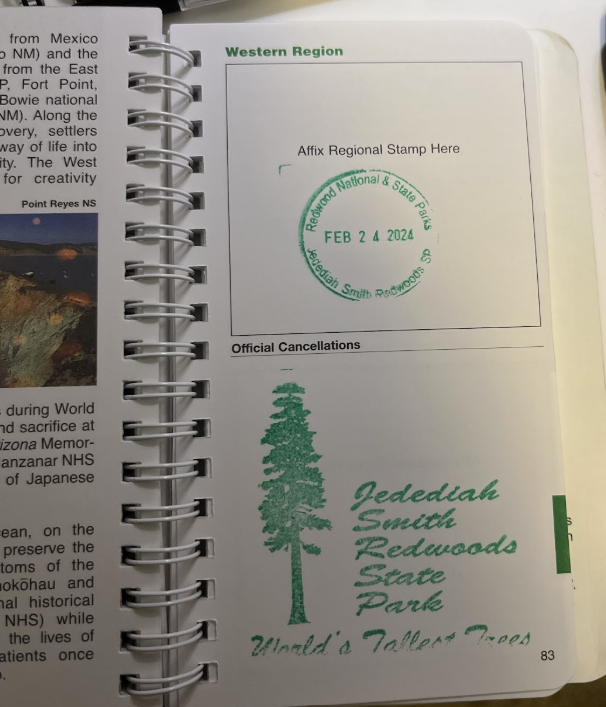 from Mexico
o NM) and the
from the East
P, Fort Point,
Bowie national
NM). Along the
overy, settlers
way of life into
ity. The West
for creativity
Point Reyes NS
s during World
nd sacrifice at
izona Memor-
anzanar NHS
of Japanese
cean, on the
preserve the
toms of the
nokōhau and
nal historical
NHS) while
the lives of
atients once
Western Region
Affix Regional Stamp Here
Redwood National & State Parks
FEB 24 2024
Jedediah Smith Redwoods SP
Official Cancellations
Jedediah
Smith
Redwoods
State
Park
World's Tallest Trees
83